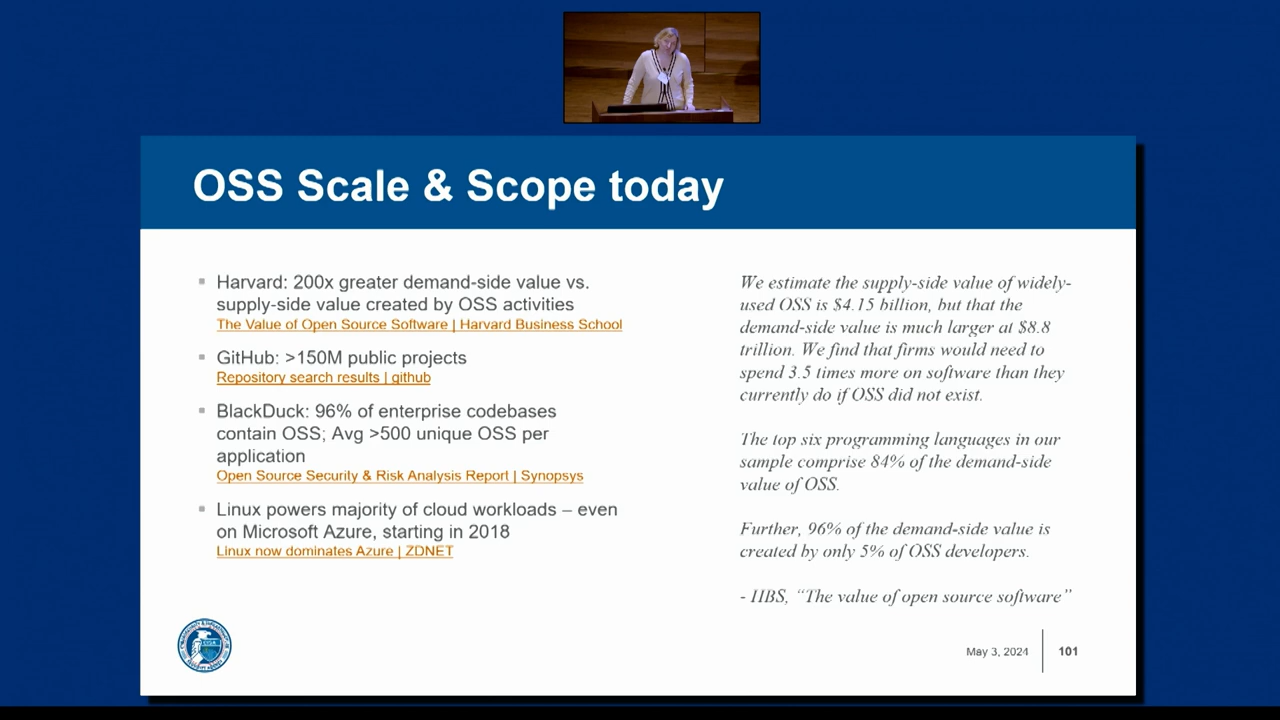 OSS Scale & Scope today
Harvard: 200x greater demand-side value vs.
supply-side value created by OSS activities
The Value of Open Source Software | Harvard Business School
GitHub: >150M public projects
Repository search results | github
BlackDuck: 96% of enterprise codebases
contain OSS; Avg >500 unique OSS per
application
Open Source Security & Risk Analysis Report | Synopsys
Linux powers majority of cloud workloads – even
on Microsoft Azure, starting in 2018
Linux now dominates Azure | ZDNET
We estimate the supply-side value of widely-
used OSS is $4.15 billion, but that the
demand-side value is much larger at $8.8
trillion. We find that firms would need to
spend 3.5 times more on software than they
currently do if OSS did not exist.
The top six programming languages in our
sample comprise 84% of the demand-side
value of OSS.
Further, 96% of the demand-side value is
created by only 5% of OSS developers.
- HBS, “The value of open source software”
May 3, 2024
101